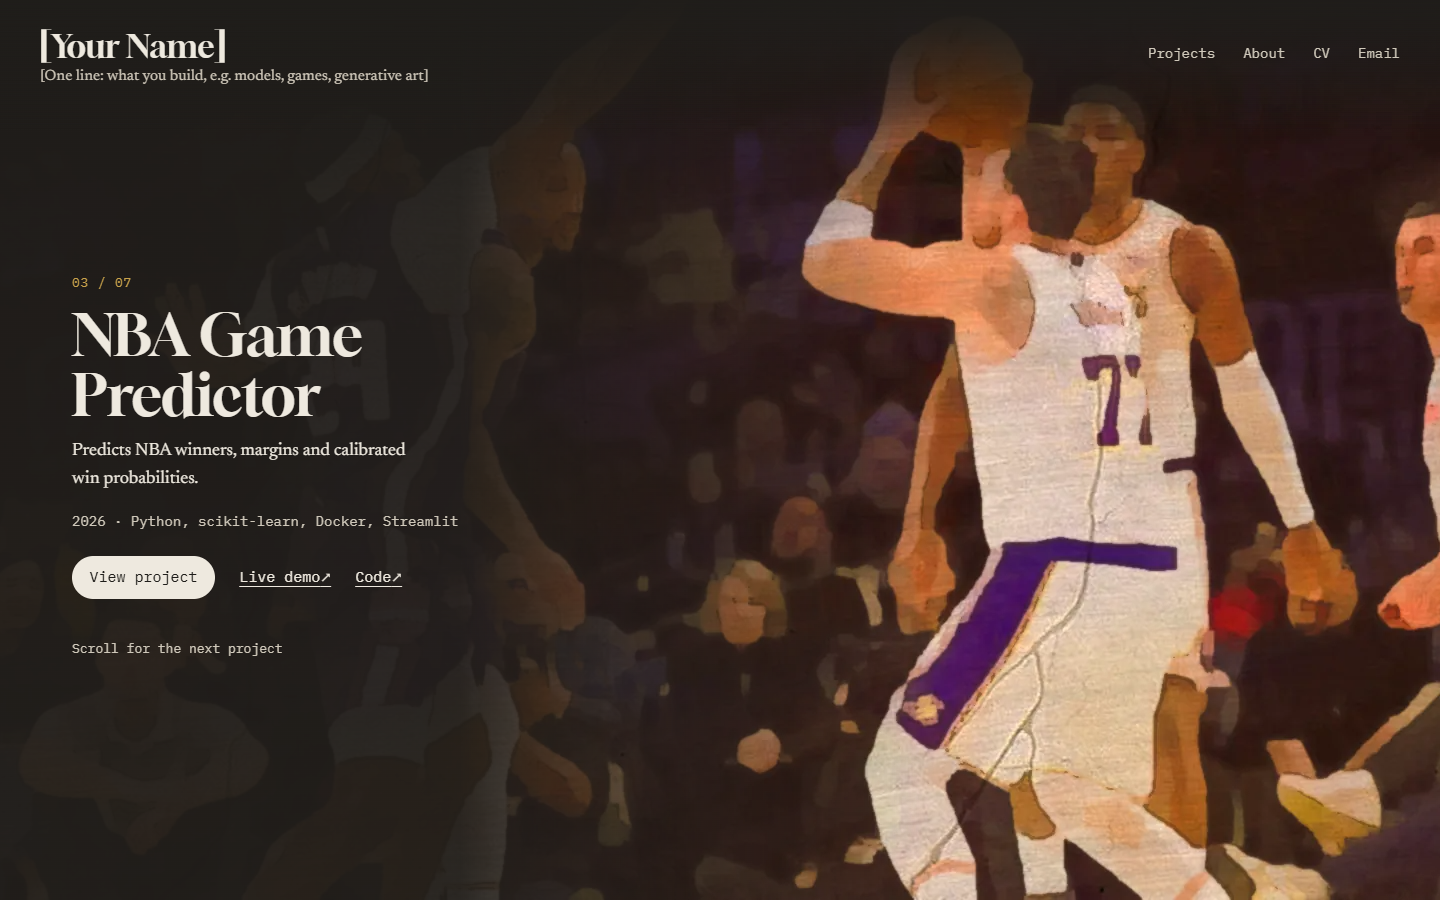 [Your Name]
[One line: what you build, e.g. models, games, generative art]
Projects About CV Email
03 / 07
NBA Game
Predictor
Predicts NBA winners, margins and calibrated
win probabilities.
2026 · Python, scikit-learn, Docker, Streamlit
View project Live demo↗ Code↗
Scroll for the next project